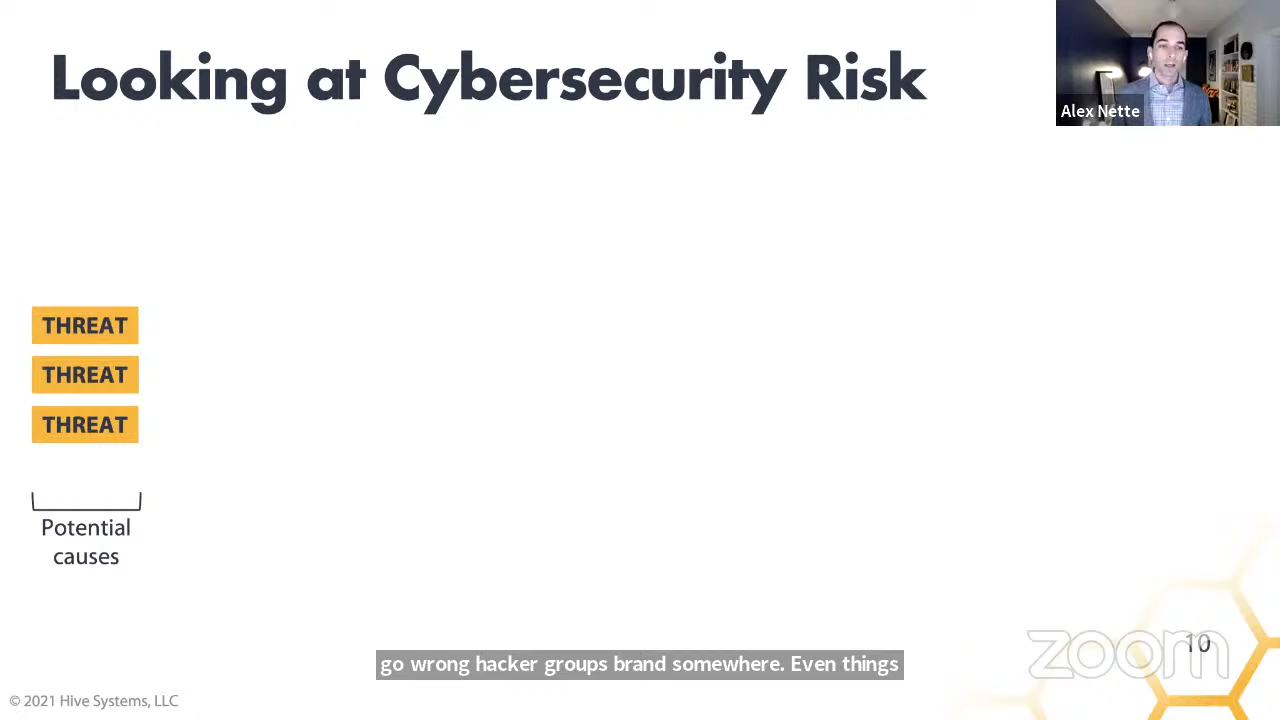 Looking at Cybersecurity Risk
Alex Nette
THREAT
THREAT
THREAT
Potential
causes
go wrong hacker groups brand somewhere. Even things
zoom
10
© 2021 Hive Systems, LLC